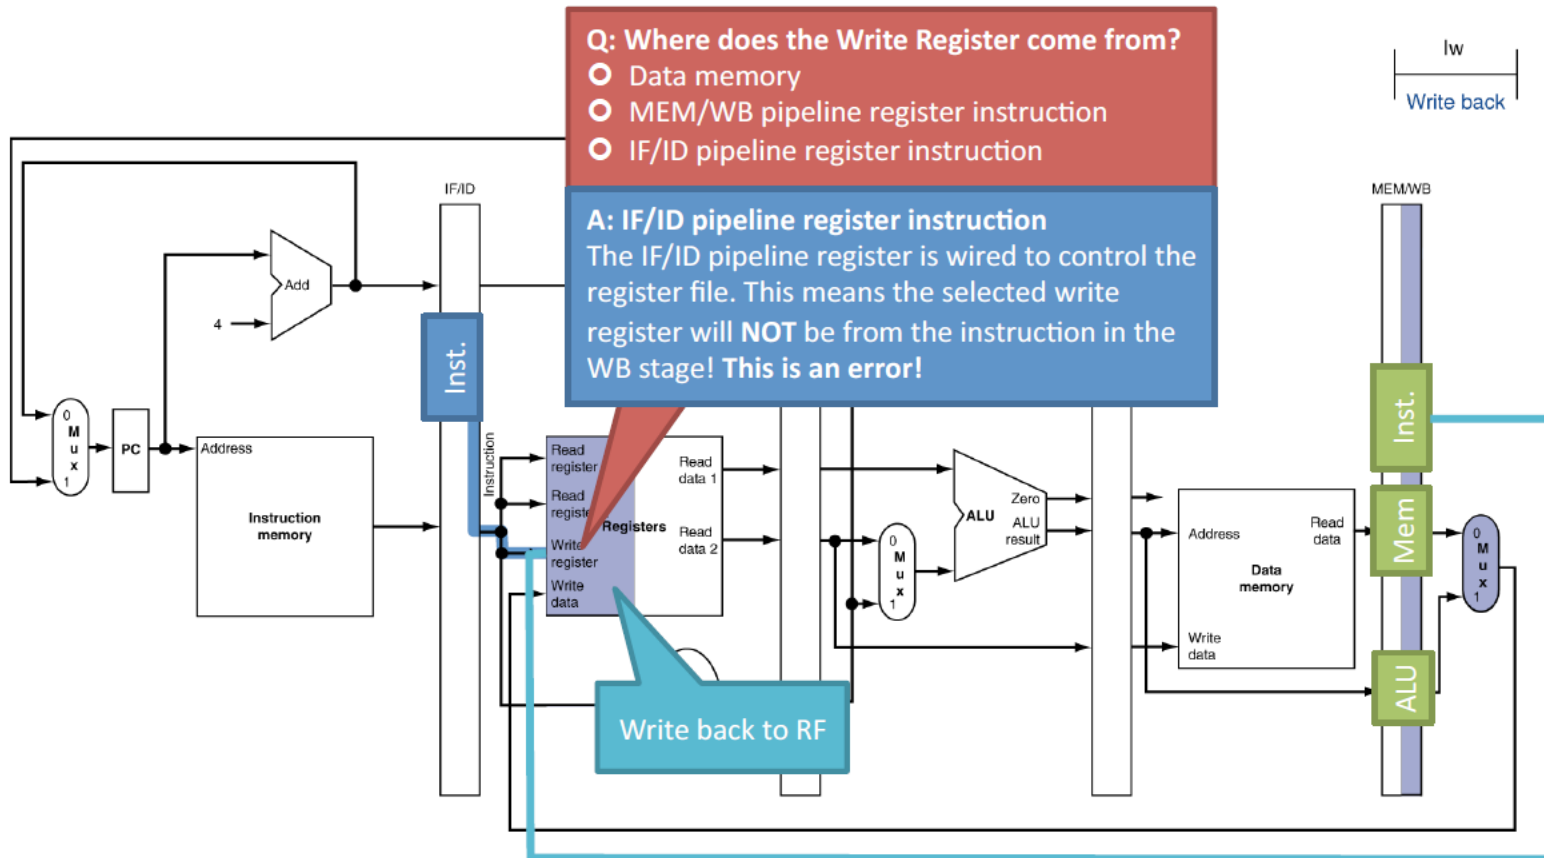 Q: Where does the Write Register come from?
Data memory
MEM/WB pipeline register instruction
IF/ID pipeline register instruction
A: IF/ID pipeline register instruction
The IF/ID pipeline register is wired to control the
register file. This means the selected write
register will NOT be from the instruction in the
WB stage! This is an error!
lw
Write back
IF/ID
MEM/WB
Add
4
Inst.
Inst.
0
M
u
x
1
PC
Address
Instruction
memory
Instruction
Read
register
Read
register
Write
register
Write
data
Registers
Read
data 1
Read
data 2
0
M
u
x
1
ALU
Zero
ALU
result
Address
Write
data
Data
memory
Read
data
Mem
ALU
0
M
u
x
1
Write back to RF